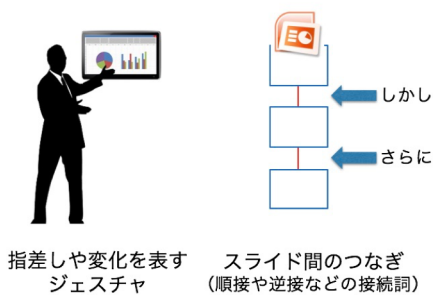 しかし
さらに
指差しや変化を表す
ジェスチャ
スライド間のつなぎ
（順接や逆接などの接続詞）